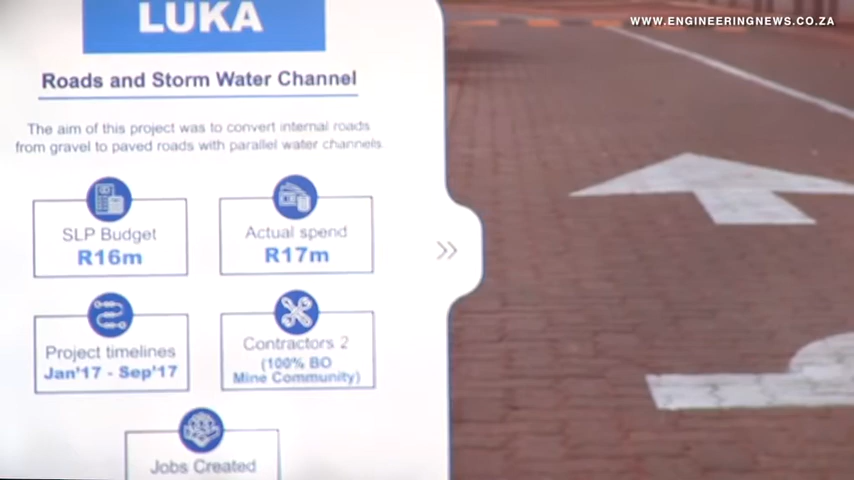 WWW.ENGINEERINGNEWS.CO.ZA
LUKA
Roads and Storm Water Channel
The aim of this project was to convert internal roads
from gravel to paved roads with parallel water channels
SLP Budget
R16m
Actual spend
R17m
Project timelines
Jan'17 - Sep'17
Contractors 2
(100% BO
Mine Community)
Jobs Created